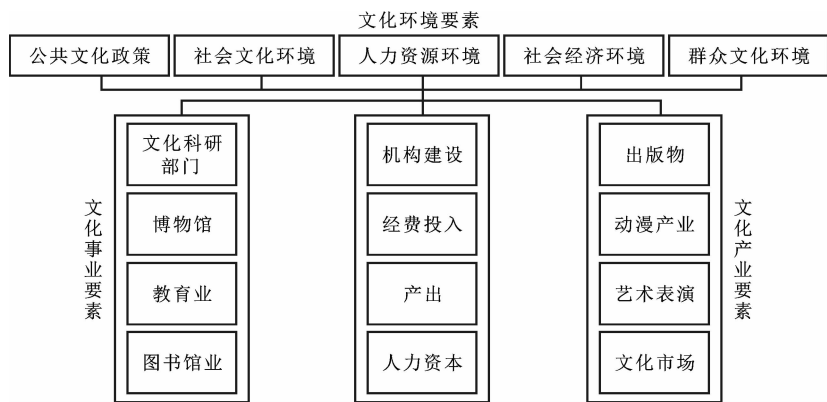 文化环境要素
公共文化政策
社会文化环境
人力资源环境
社会经济环境
群众文化环境
文化事业要素
文化科研
部门
博物馆
教育业
图书馆业
机构建设
经费投入
产出
人力资本
出版物
动漫产业
艺术表演
文化市场
文化产业要素